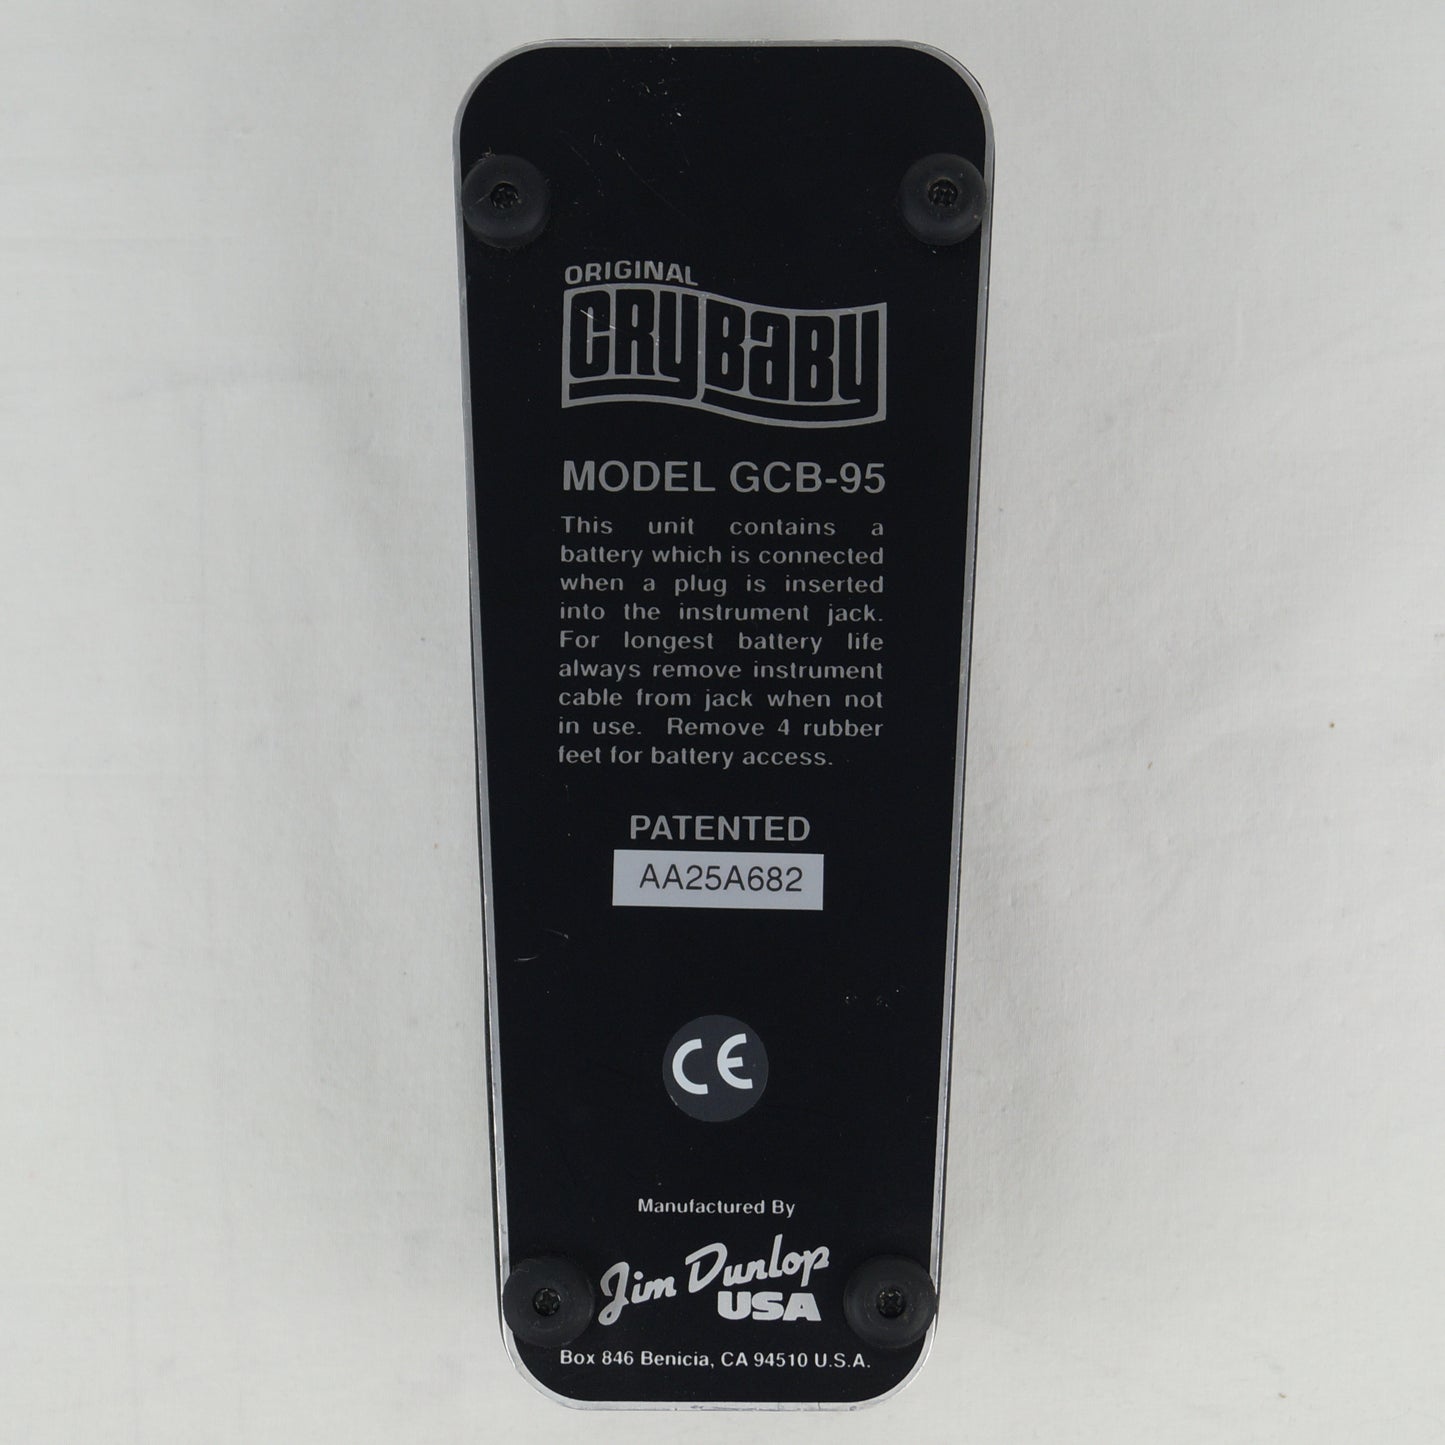 ORIGINAL
CRYBABY
MODEL GCB-95
This unit contains a
battery which is connected
when a plug is inserted
into the instrument jack.
For longest battery life
always remove instrument
cable from jack when not
in use. Remove 4 rubber
feet for battery access.
PATENTED
AA25A682
CE
Manufactured By
Jim Dunlop
USA
Box 846 Benicia, CA 94510 U.S.A.